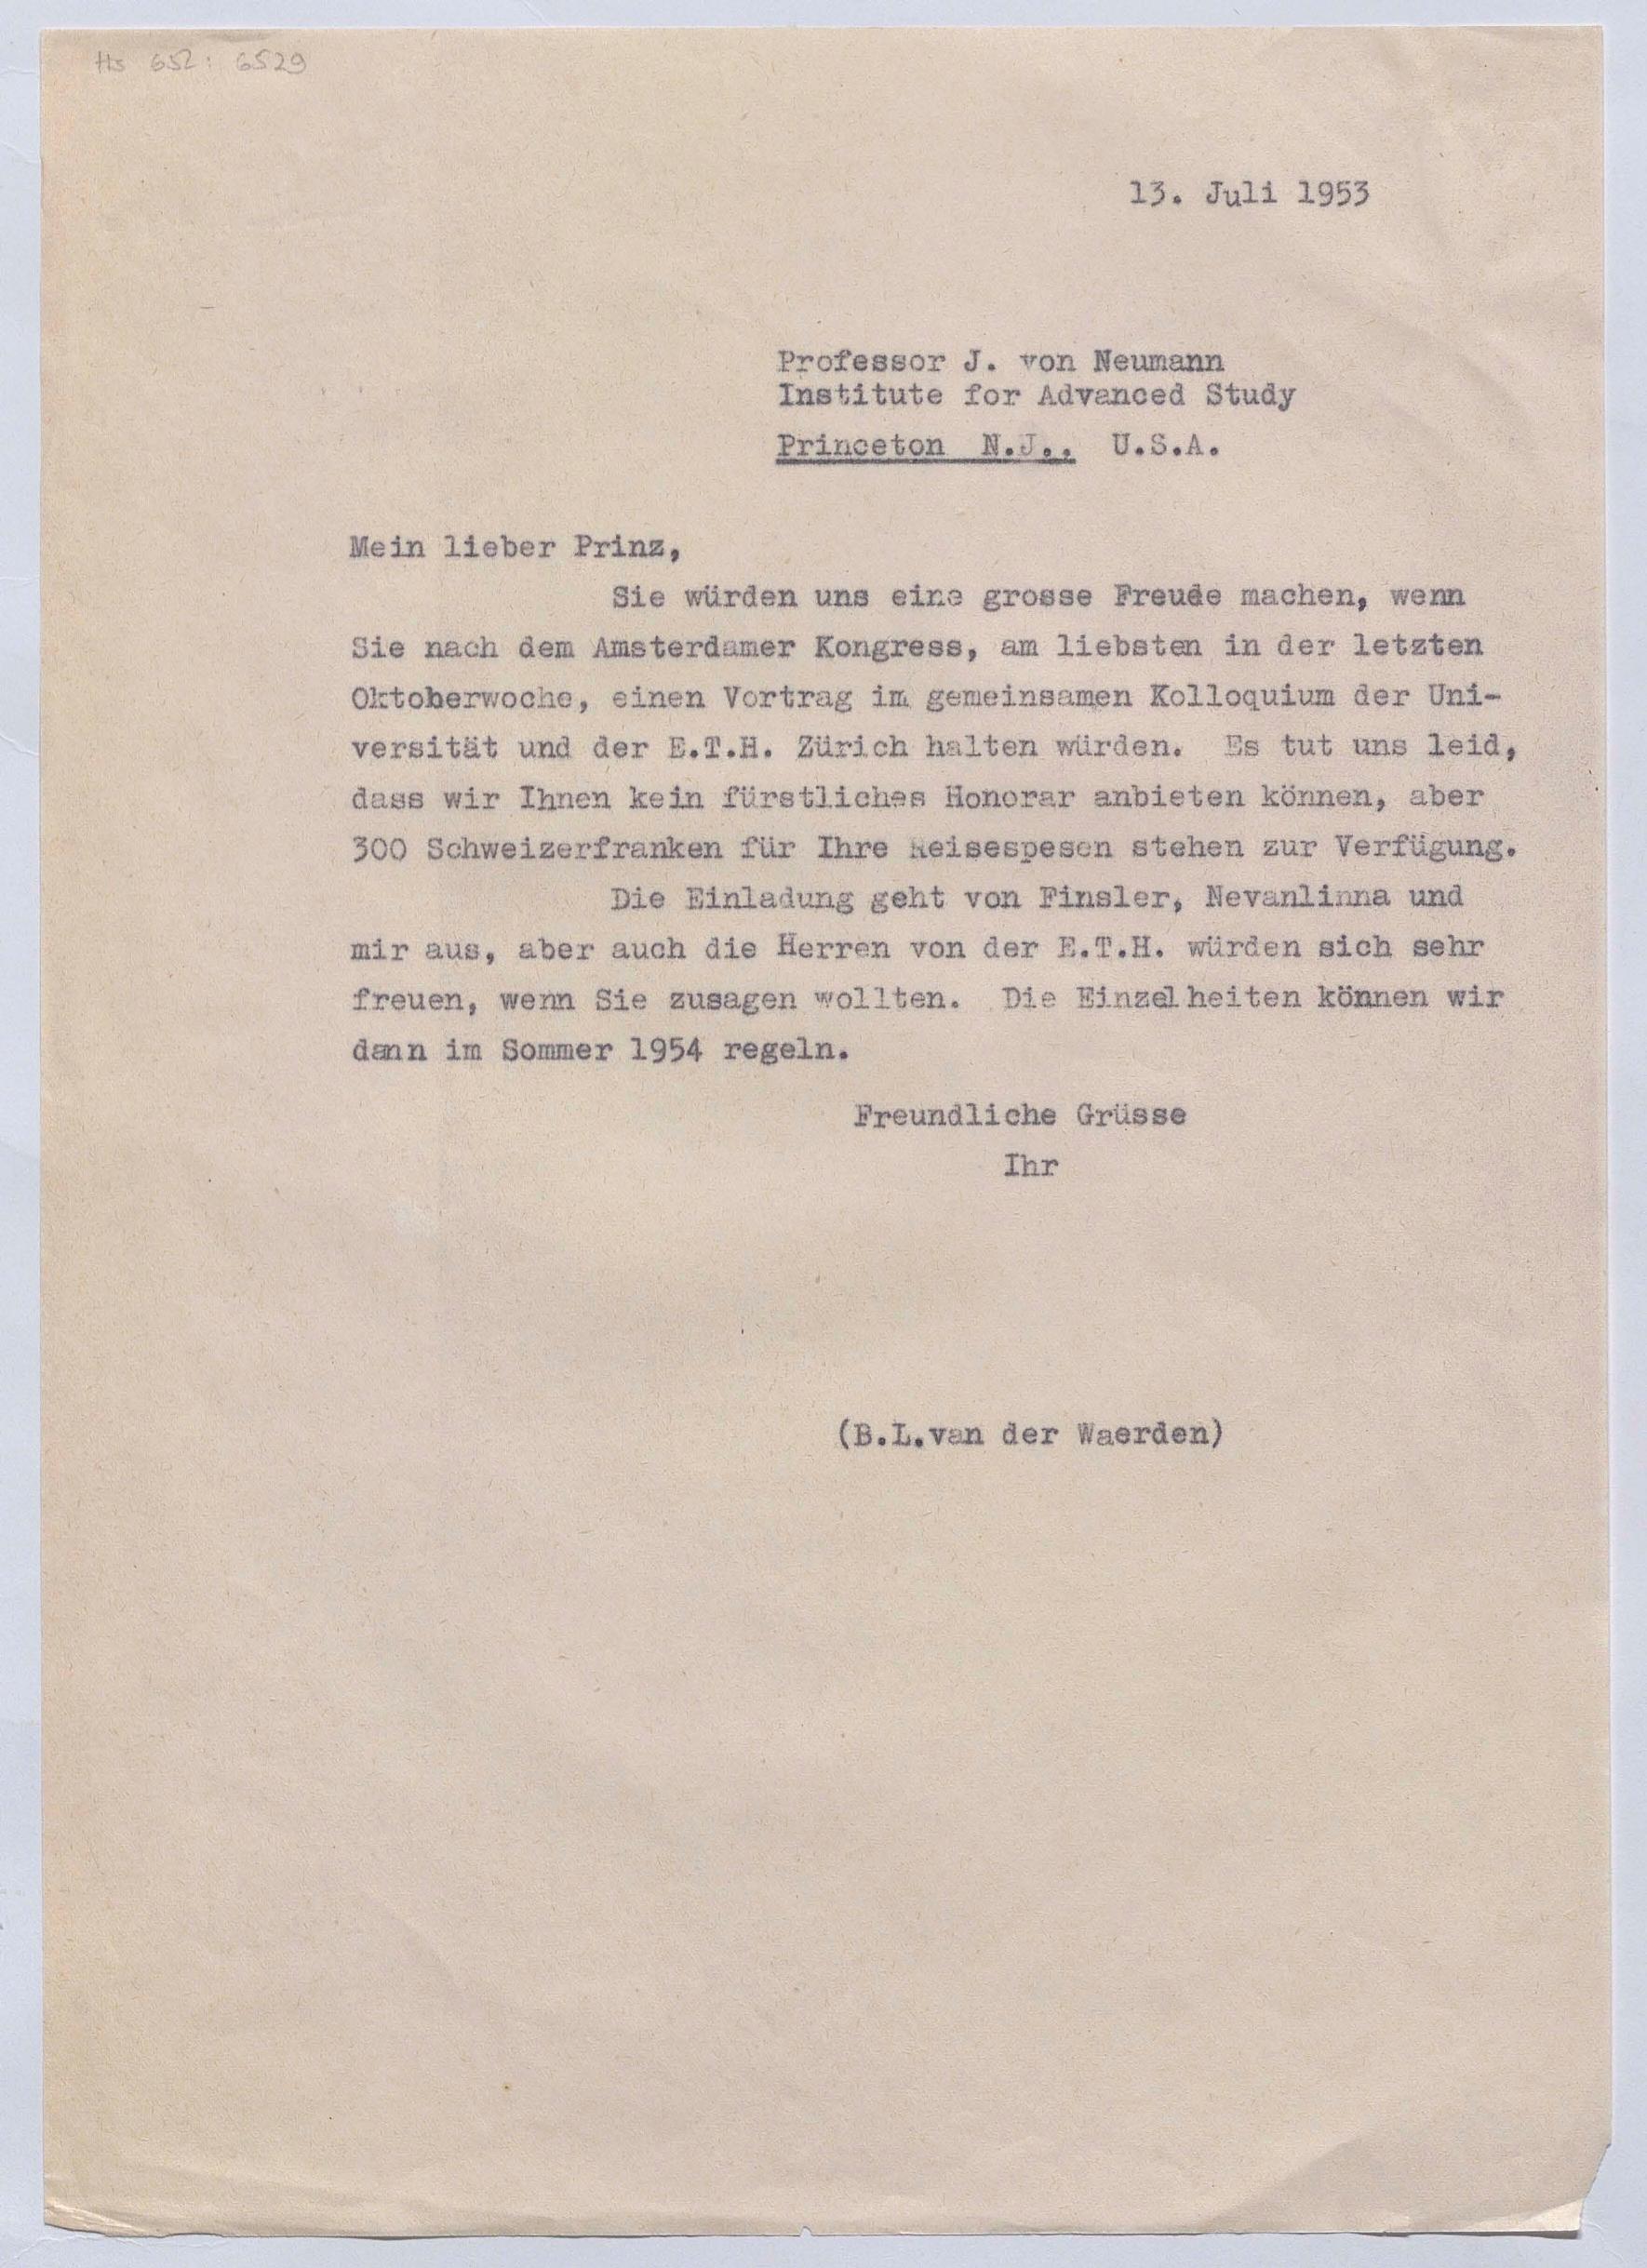 Hs 652: 6529
13. Juli 1953
Professor J. von Neumann
Institute for Advanced Study
Princeton N.J., U.S.A.
Mein lieber Prinz,
Sie würden uns eine grosse Freude machen, wenn
Sie nach dem Amsterdamer Kongress, am liebsten in der letzten
Oktoberwoche, einen Vortrag im gemeinsamen Kolloquium der Uni-
versität und der E.T.H. Zürich halten würden. Es tut uns leid,
dass wir Ihnen kein fürstliches Honorar anbieten können, aber
300 Schweizerfranken für Ihre Reisespesen stehen zur Verfügung.
Die Einladung geht von Finsler, Nevanlinna und
mir aus, aber auch die Herren von der E.T.H. würden sich sehr
freuen, wenn Sie zusagen wollten. Die Einzelheiten können wir
dann im Sommer 1954 regeln.
Freundliche Grüsse
Ihr
(B.L.van der Waerden)